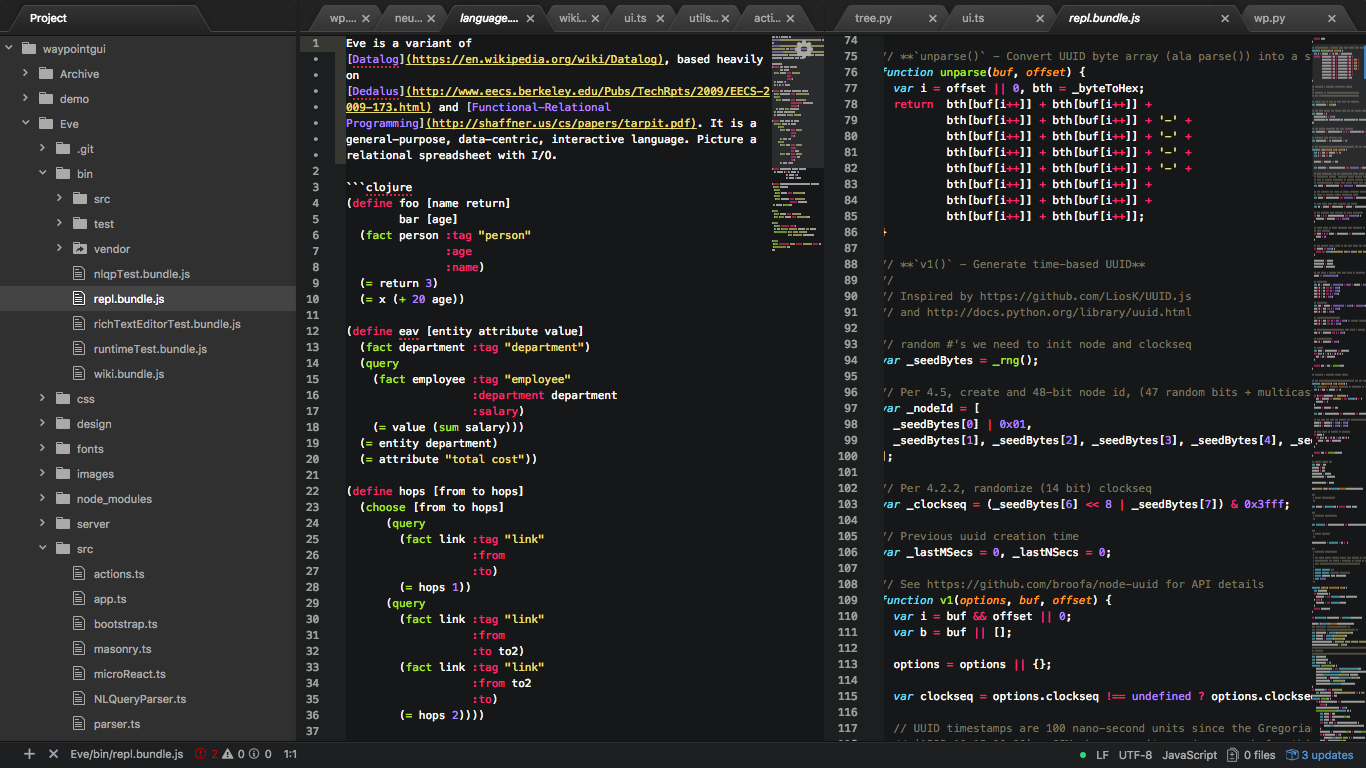 Project
waypointgui
Archive
demo
Eve
.git
bin
src
test
vendor
nlqpTest.bundle.js
repl.bundle.js
richTextEditorTest.bundle.js
runtimeTest.bundle.js
wiki.bundle.js
css
design
fonts
images
node_modules
server
src
actions.ts
app.ts
bootstrap.ts
masonry.ts
microReact.ts
NLQueryParser.ts
parser.ts
wp.... neu... language.... wiki... ui.ts utils... acti...
1 Eve is a variant of
[Datalog](https://en.wikipedia.org/wiki/Datalog), based heavily
on
[Dedalus](http://www.eecs.berkeley.edu/Pubs/TechRpts/2009/EECS-2
009-173.html) and [Functional-Relational
Programming](http://shaffner.us/cs/papers/tarpit.pdf). It is a
general-purpose, data-centric, interactive language. Picture a
relational spreadsheet with I/O.
2
3 ```clojure
4 (define foo [name return]
5 bar [age]
6 (fact person :tag "person"
7 :age
8 :name)
9 (= return 3)
10 (= x (+ 20 age))
11
12 (define eav [entity attribute value]
13 (fact department :tag "department")
14 (query
15 (fact employee :tag "employee"
16 :department department
17 :salary)
18 (= value (sum salary)))
19 (= entity department)
20 (= attribute "total cost"))
21
22 (define hops [from to hops]
23 (choose [from to hops]
24 (query
25 (fact link :tag "link"
26 :from
27 :to)
28 (= hops 1))
29 (query
30 (fact link :tag "link"
31 :from
32 :to to2)
33 (fact link :tag "link"
34 :from to2
35 :to)
36 (= hops 2))))
37
tree.py ui.ts repl.bundle.js wp.py
74
75 // **`unparse()` - Convert UUID byte array (ala parse()) into a s
76 function unparse(buf, offset) {
77 var i = offset || 0, bth = _byteToHex;
78 return bth[buf[i++]] + bth[buf[i++]] +
79 bth[buf[i++]] + bth[buf[i++]] + '-' +
80 bth[buf[i++]] + bth[buf[i++]] + '-' +
81 bth[buf[i++]] + bth[buf[i++]] + '-' +
82 bth[buf[i++]] + bth[buf[i++]] + '-' +
83 bth[buf[i++]] + bth[buf[i++]] +
84 bth[buf[i++]] + bth[buf[i++]] +
85 bth[buf[i++]] + bth[buf[i++]];
86 }
87
88 // **`v1()` - Generate time-based UUID**
89 //
90 // Inspired by https://github.com/LiosK/UUID.js
91 // and http://docs.python.org/library/uuid.html
92
93 // random #'s we need to init node and clockseq
94 var _seedBytes = _rng();
95
96 // Per 4.5, create and 48-bit node id, (47 random bits + multicas
97 var _nodeId = [
98 _seedBytes[0] | 0x01,
99 _seedBytes[1], _seedBytes[2], _seedBytes[3], _seedBytes[4], _see
100 ];
101
102 // Per 4.2.2, randomize (14 bit) clockseq
103 var _clockseq = (_seedBytes[6] << 8 | _seedBytes[7]) & 0x3fff;
104
105 // Previous uuid creation time
106 var _lastMSecs = 0, _lastNSecs = 0;
107
108 // See https://github.com/broofa/node-uuid for API details
109 function v1(options, buf, offset) {
110 var i = buf && offset || 0;
111 var b = buf || [];
112
113 options = options || {};
114
115 var clockseq = options.clockseq !== undefined ? options.clockse
116
117 // UUID timestamps are 100 nano-second units since the Gregoria
Eve/bin/repl.bundle.js 2 0 0 1:1
LF UTF-8 JavaScript 0 files 3 updates